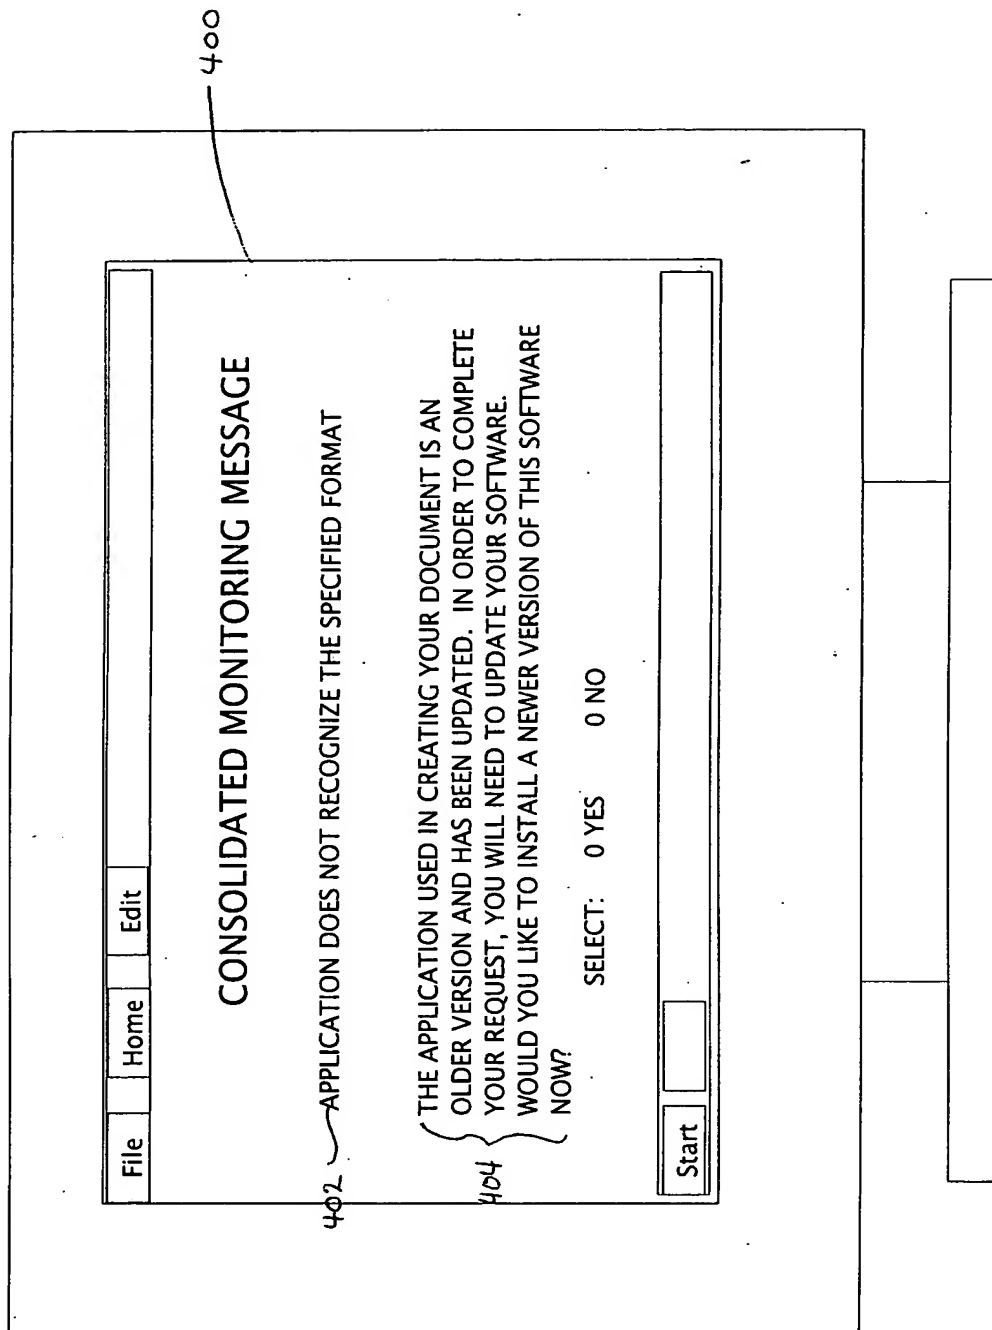 400
File Home Edit
CONSOLIDATED MONITORING MESSAGE
402 APPLICATION DOES NOT RECOGNIZE THE SPECIFIED FORMAT
404
THE APPLICATION USED IN CREATING YOUR DOCUMENT IS AN
OLDER VERSION AND HAS BEEN UPDATED. IN ORDER TO COMPLETE
YOUR REQUEST, YOU WILL NEED TO UPDATE YOUR SOFTWARE.
WOULD YOU LIKE TO INSTALL A NEWER VERSION OF THIS SOFTWARE
NOW?
SELECT: 0 YES 0 NO
Start